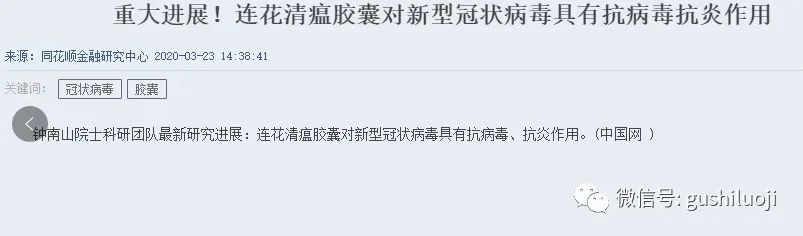 重大进展！连花清瘟胶囊对新型冠状病毒具有抗病毒抗炎作用
来源：同花顺金融研究中心 2020-03-23 14:38:41
关键词： 冠状病毒 胶囊
钟南山院士科研团队最新研究进展：连花清瘟胶囊对新型冠状病毒具有抗病毒、抗炎作用。(中国网 )
微信号: gushiluoji